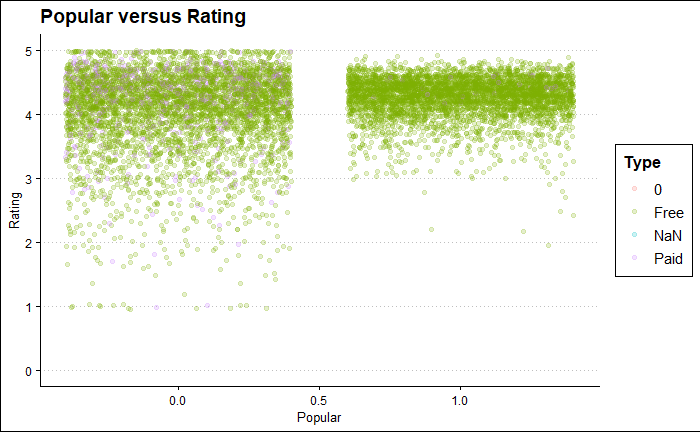 Popular versus Rating
5
4
3
2
1
0
Rating
0.0
0.5
1.0
Popular
Type
0
Free
NaN
Paid